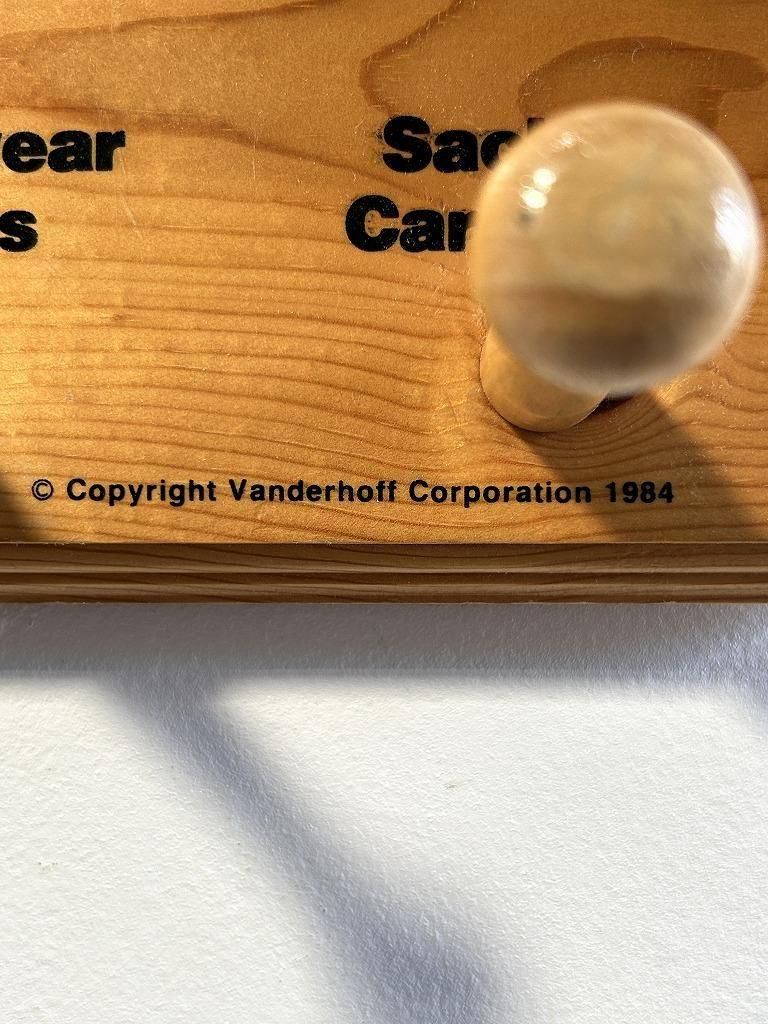 ear Sac
s Car
© Copyright Vanderhoff Corporation 1984